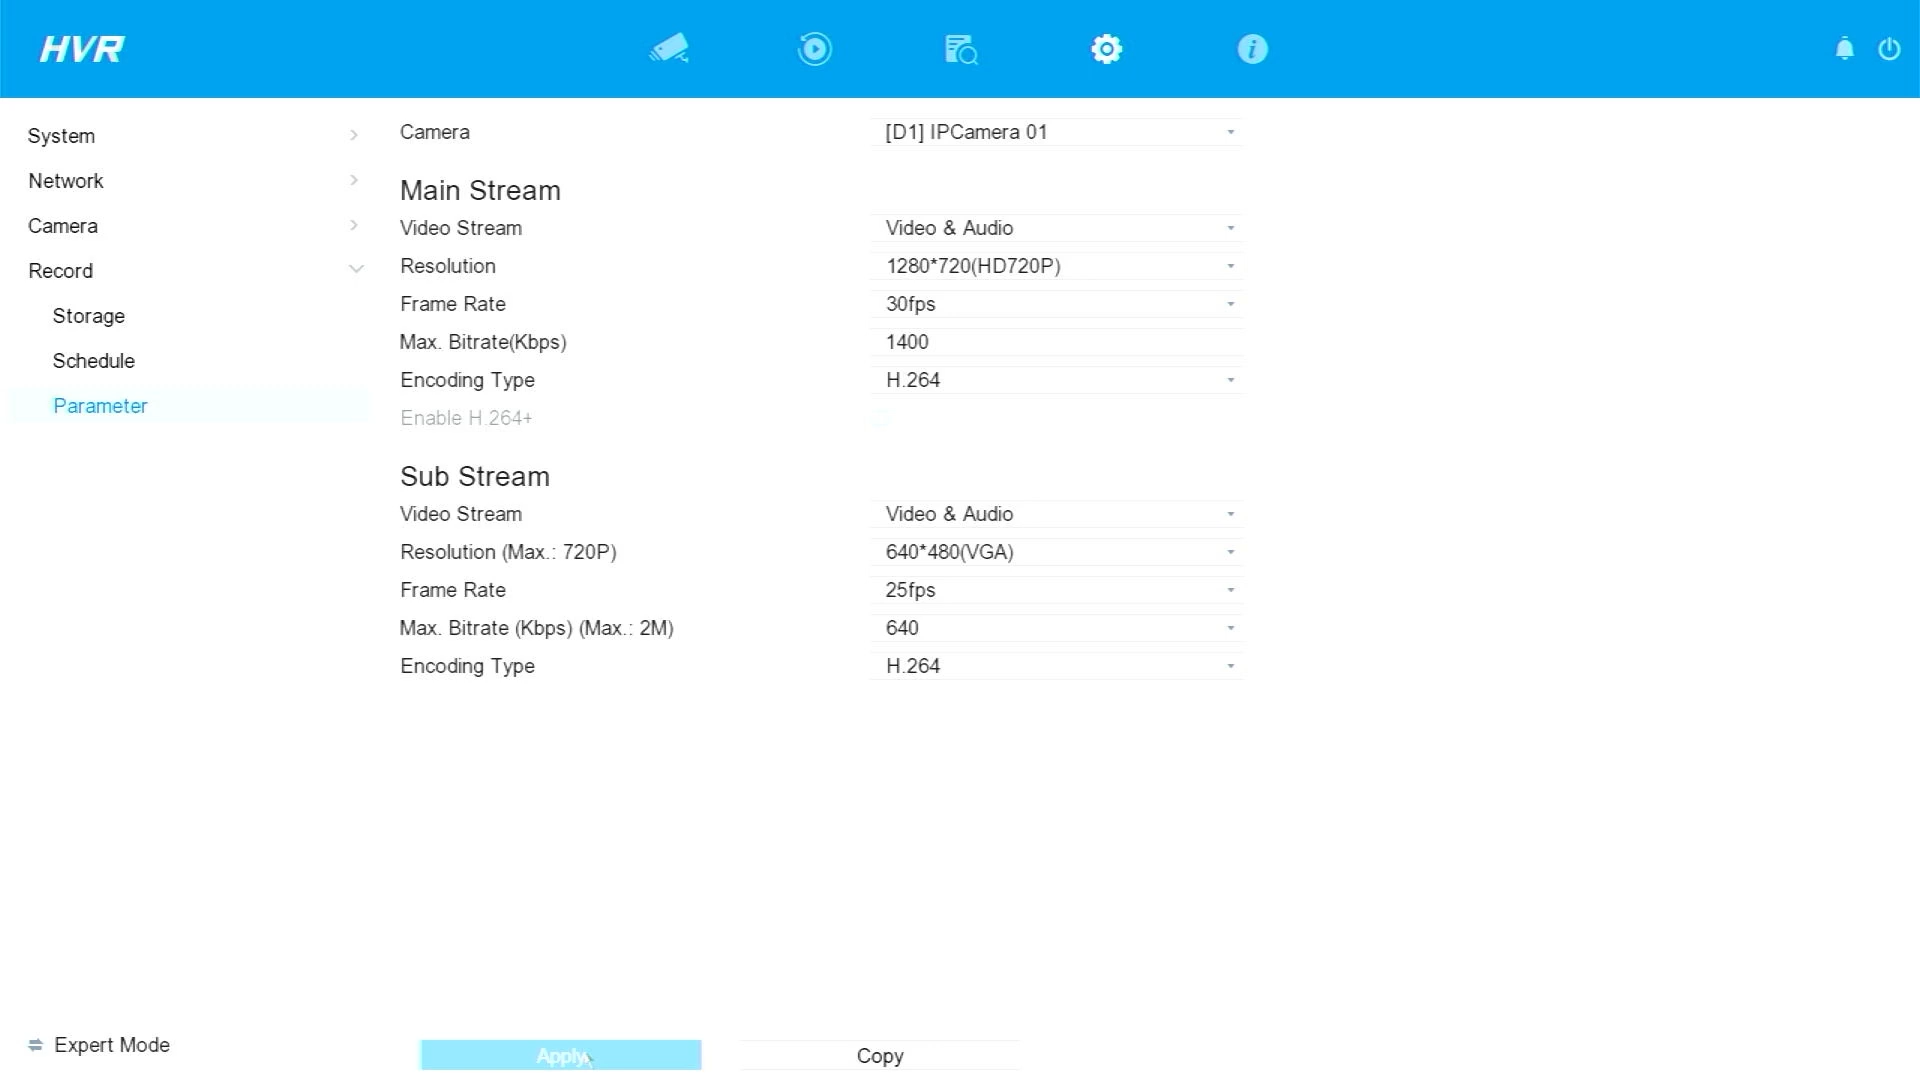 HVR
System
Network
Camera
Record
Storage
Schedule
Parameter
Expert Mode
Camera [D1] IPCamera 01
Main Stream
Video Stream Video & Audio
Resolution 1280*720(HD720P)
Frame Rate 30fps
Max. Bitrate(Kbps) 1400
Encoding Type H.264
Enable H.264+
Sub Stream
Video Stream Video & Audio
Resolution (Max.: 720P) 640*480(VGA)
Frame Rate 25fps
Max. Bitrate (Kbps) (Max.: 2M) 640
Encoding Type H.264
Apply Copy